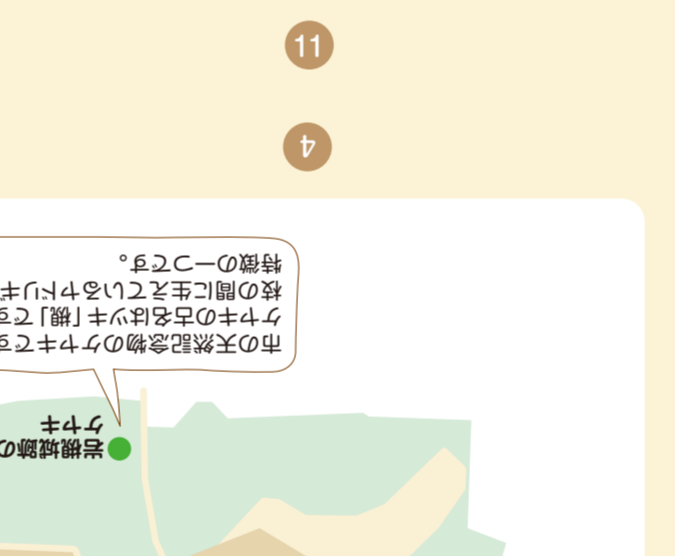 岩槻城跡の
ケヤキ
市の天然記念物のケヤキです
ケヤキの古名はツキ「槻」です
枝の間に生えているヤドリギ
特徴の一つです。
4
11